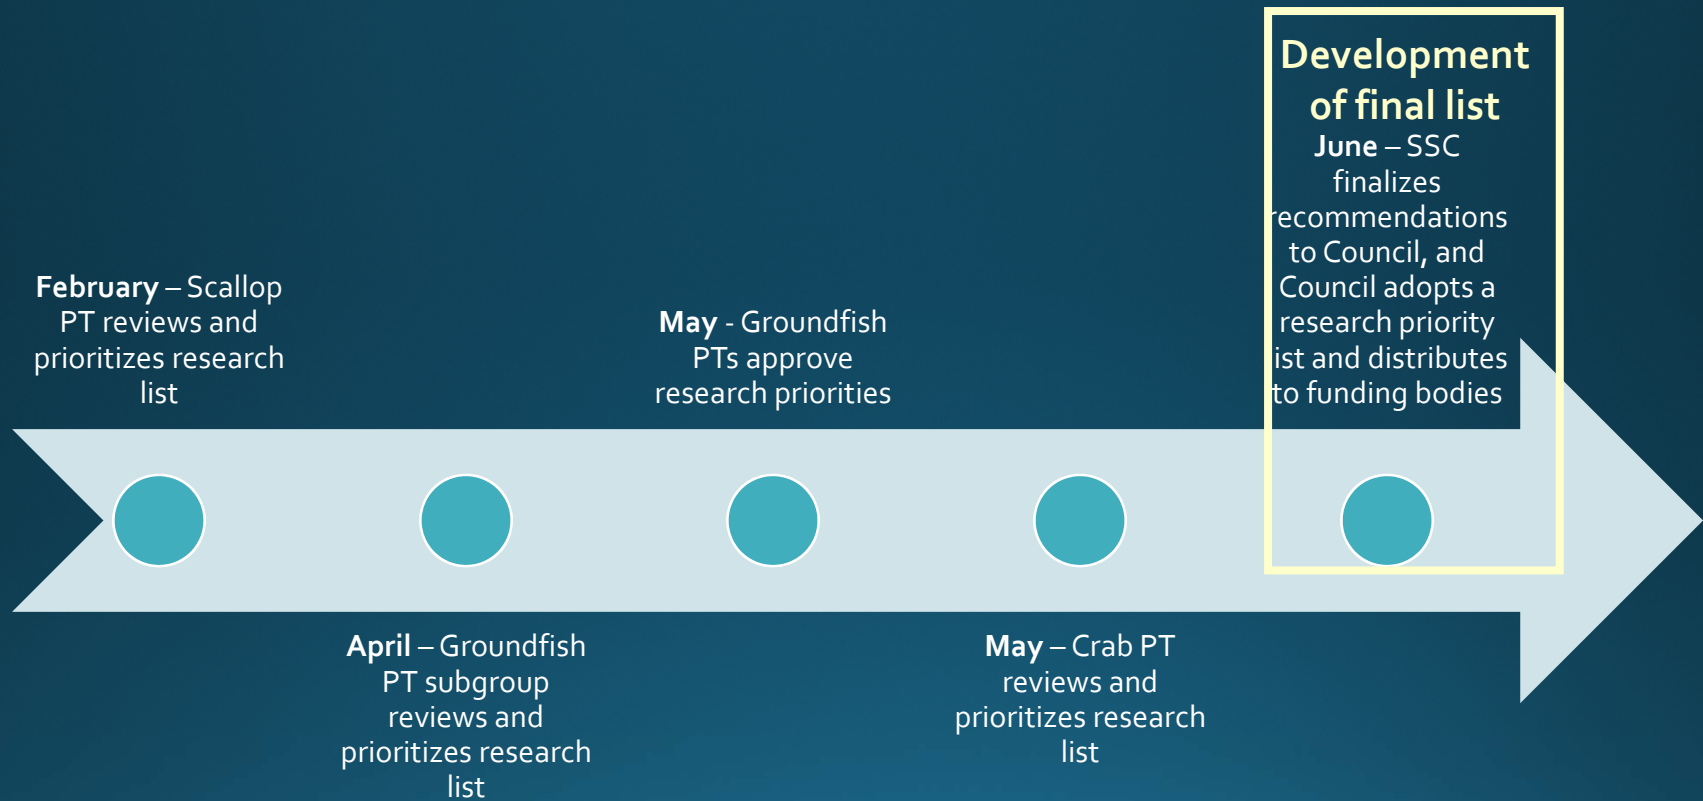 February – Scallop
PT reviews and
prioritizes research
list
April – Groundfish
PT subgroup
reviews and
prioritizes research
list
May - Groundfish
PTs approve
research priorities
May – Crab PT
reviews and
prioritizes research
list
Development
of final list
June – SSC
finalizes
recommendations
to Council, and
Council adopts a
research priority
list and distributes
to funding bodies